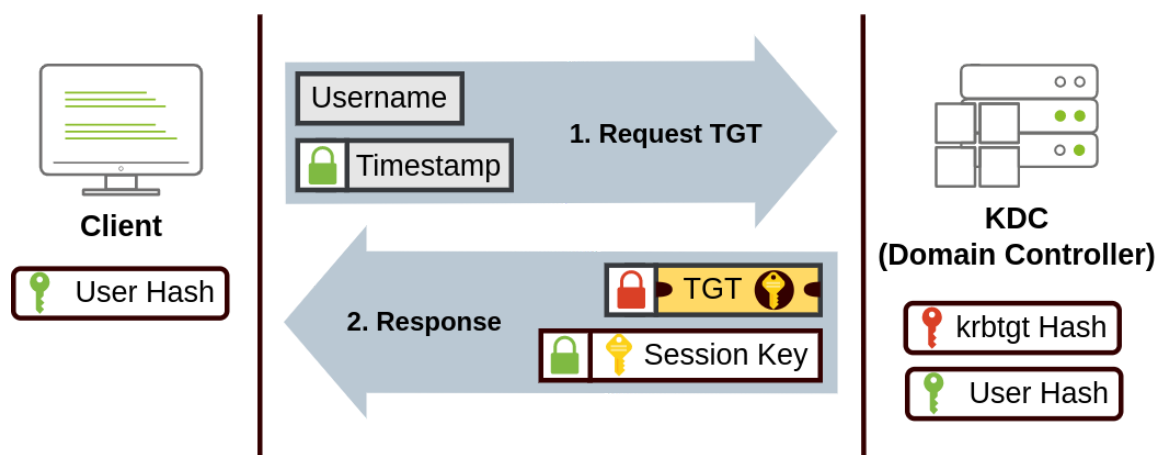 Username
1. Request TGT
Timestamp
Client
KDC
(Domain Controller)
User Hash
TGT
2. Response
Session Key
krbtgt Hash
User Hash